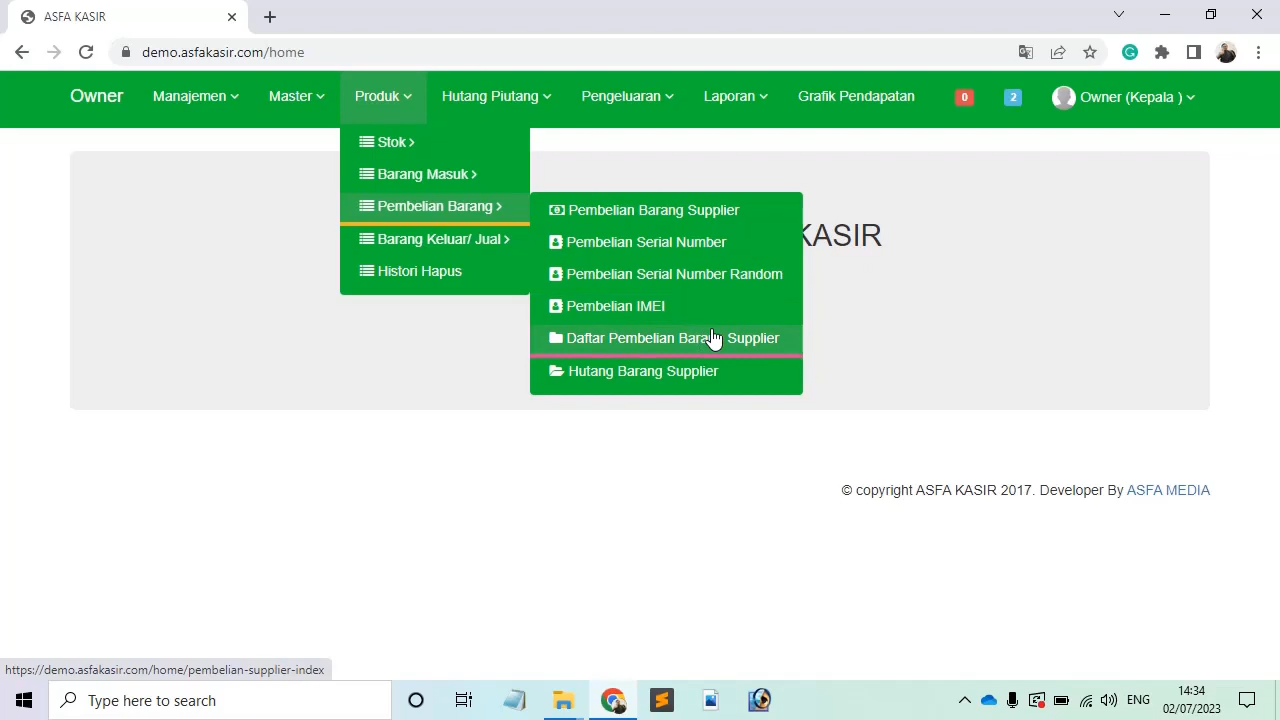 ASFA KASIR
demo.asfakasir.com/home
Owner Manajemen Master Produk Hutang Piutang Pengeluaran Laporan Grafik Pendapatan 0 2 Owner (Kepala )
Stok
Barang Masuk
Pembelian Barang
Barang Keluar/ Jual
Histori Hapus
Pembelian Barang Supplier
Pembelian Serial Number
Pembelian Serial Number Random
Pembelian IMEI
Daftar Pembelian Supplier
Hutang Barang Supplier
KASIR
© copyright ASFA KASIR 2017. Developer By ASFA MEDIA
https://demo.asfakasir.com/home/pembelian-supplier-index
Type here to search
ENG
14:34
02/07/2023